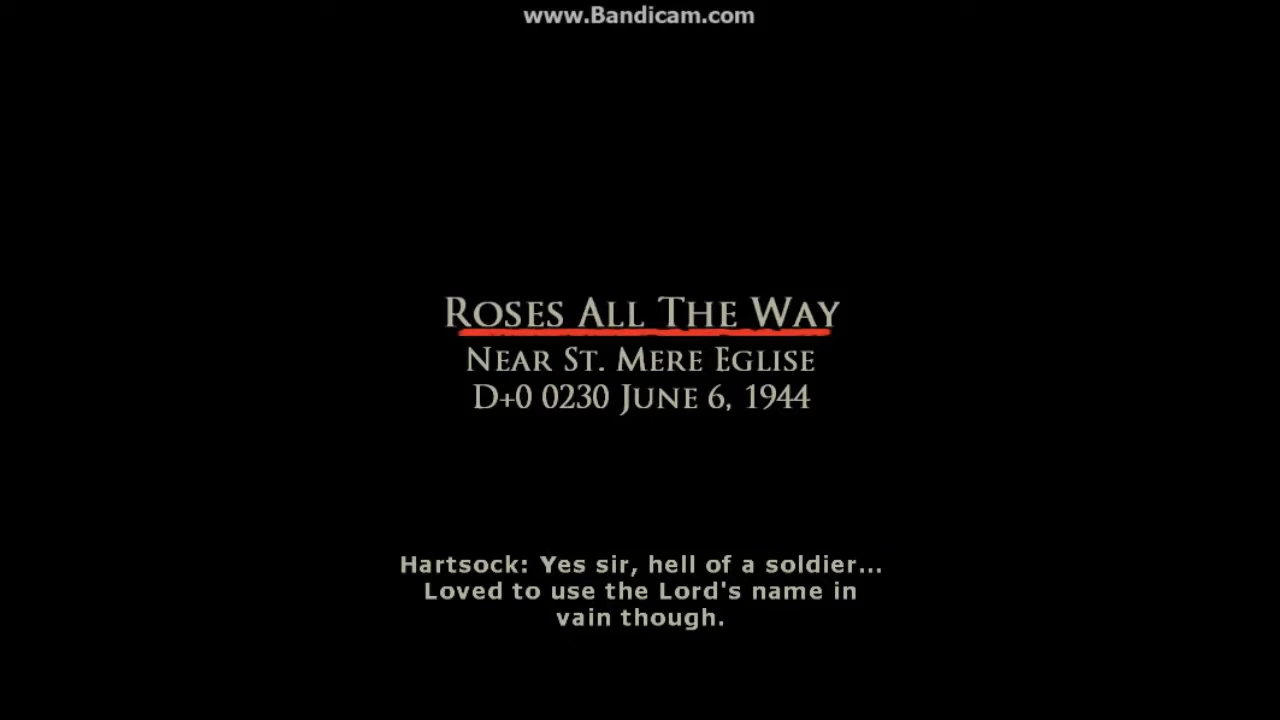 www.Bandicam.com
Roses All The Way
Near St. Mere Eglise
D+0 0230 June 6, 1944
Hartsock: Yes sir, hell of a soldier...
Loved to use the Lord's name in
vain though.